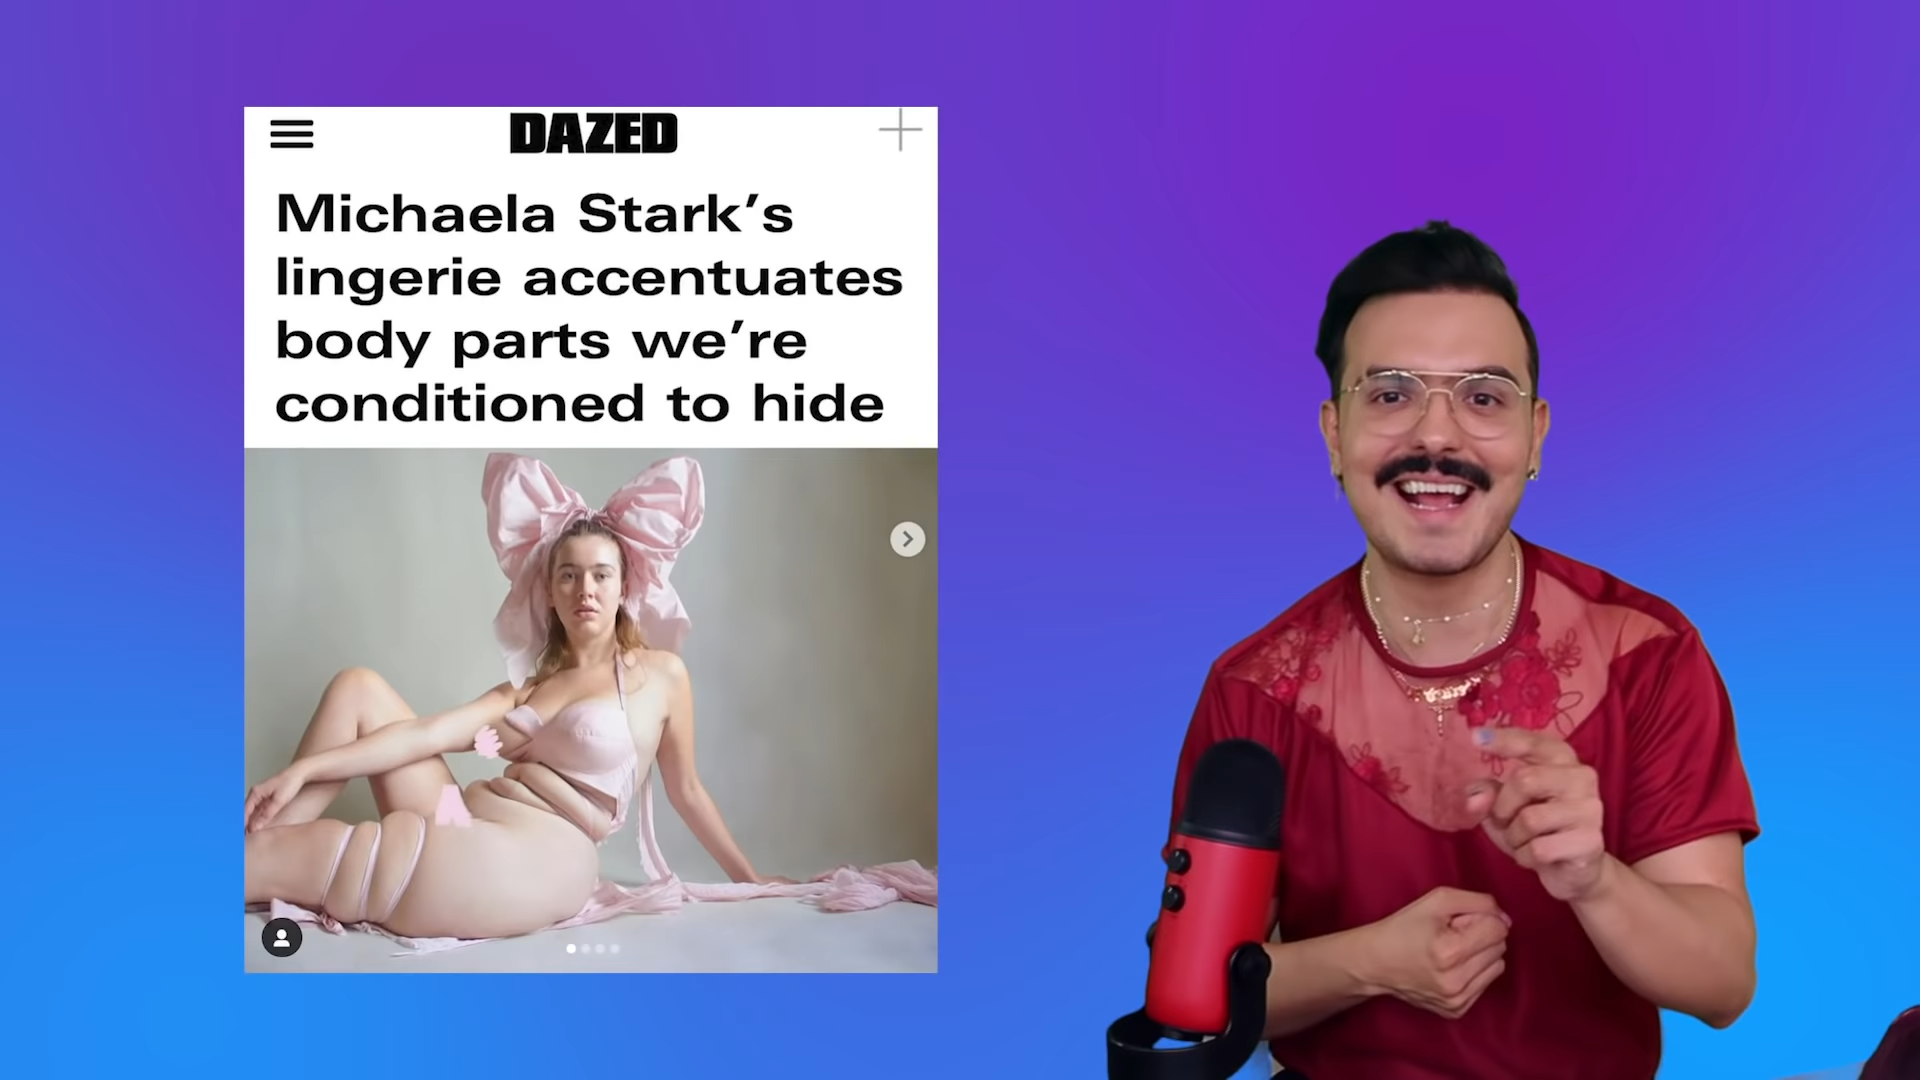 DAZED
Michaela Stark’s
lingerie accentuates
body parts we’re
conditioned to hide